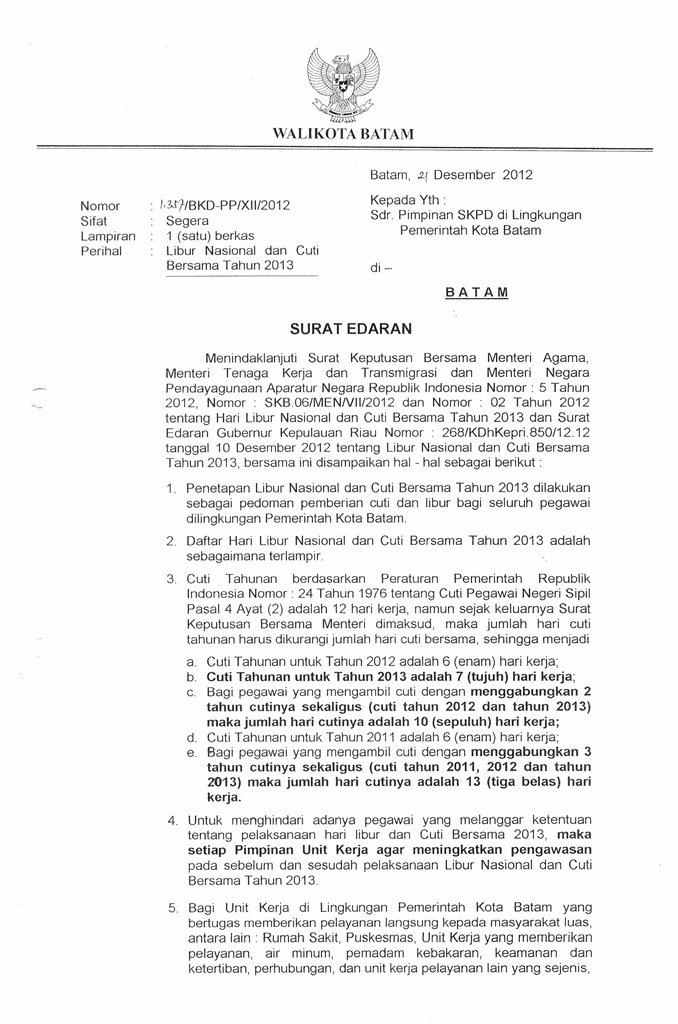 WALIKOTA BATAM
Batam, 21 Desember 2012
Nomor : 1.357/BKD-PP/XII/2012
Sifat : Segera
Lampiran : 1 (satu) berkas
Perihal : Libur Nasional dan Cuti
Bersama Tahun 2013
Kepada Yth :
Sdr. Pimpinan SKPD di Lingkungan
Pemerintah Kota Batam
di –
B A T A M
SURAT EDARAN
Menindaklanjuti Surat Keputusan Bersama Menteri Agama,
Menteri Tenaga Kerja dan Transmigrasi dan Menteri Negara
Pendayagunaan Aparatur Negara Republik Indonesia Nomor : 5 Tahun
2012, Nomor : SKB.06/MEN/VII/2012 dan Nomor : 02 Tahun 2012
tentang Hari Libur Nasional dan Cuti Bersama Tahun 2013 dan Surat
Edaran Gubernur Kepulauan Riau Nomor : 268/KDhKepri.850/12.12
tanggal 10 Desember 2012 tentang Libur Nasional dan Cuti Bersama
Tahun 2013, bersama ini disampaikan hal - hal sebagai berikut :
1. Penetapan Libur Nasional dan Cuti Bersama Tahun 2013 dilakukan
sebagai pedoman pemberian cuti dan libur bagi seluruh pegawai
dilingkungan Pemerintah Kota Batam.
2. Daftar Hari Libur Nasional dan Cuti Bersama Tahun 2013 adalah
sebagaimana terlampir.
3. Cuti Tahunan berdasarkan Peraturan Pemerintah Republik
Indonesia Nomor : 24 Tahun 1976 tentang Cuti Pegawai Negeri Sipil
Pasal 4 Ayat (2) adalah 12 hari kerja, namun sejak keluarnya Surat
Keputusan Bersama Menteri dimaksud, maka jumlah hari cuti
tahunan harus dikurangi jumlah hari cuti bersama, sehingga menjadi
a. Cuti Tahunan untuk Tahun 2012 adalah 6 (enam) hari kerja;
b. Cuti Tahunan untuk Tahun 2013 adalah 7 (tujuh) hari kerja;
c. Bagi pegawai yang mengambil cuti dengan menggabungkan 2
tahun cutinya sekaligus (cuti tahun 2012 dan tahun 2013)
maka jumlah hari cutinya adalah 10 (sepuluh) hari kerja;
d. Cuti Tahunan untuk Tahun 2011 adalah 6 (enam) hari kerja;
e. Bagi pegawai yang mengambil cuti dengan menggabungkan 3
tahun cutinya sekaligus (cuti tahun 2011, 2012 dan tahun
2013) maka jumlah hari cutinya adalah 13 (tiga belas) hari
kerja.
4. Untuk menghindari adanya pegawai yang melanggar ketentuan
tentang pelaksanaan hari libur dan Cuti Bersama 2013, maka
setiap Pimpinan Unit Kerja agar meningkatkan pengawasan
pada sebelum dan sesudah pelaksanaan Libur Nasional dan Cuti
Bersama Tahun 2013.
5. Bagi Unit Kerja di Lingkungan Pemerintah Kota Batam yang
bertugas memberikan pelayanan langsung kepada masyarakat luas,
antara lain : Rumah Sakit, Puskesmas, Unit Kerja yang memberikan
pelayanan, air minum, pemadam kebakaran, keamanan dan
ketertiban, perhubungan, dan unit kerja pelayanan lain yang sejenis,